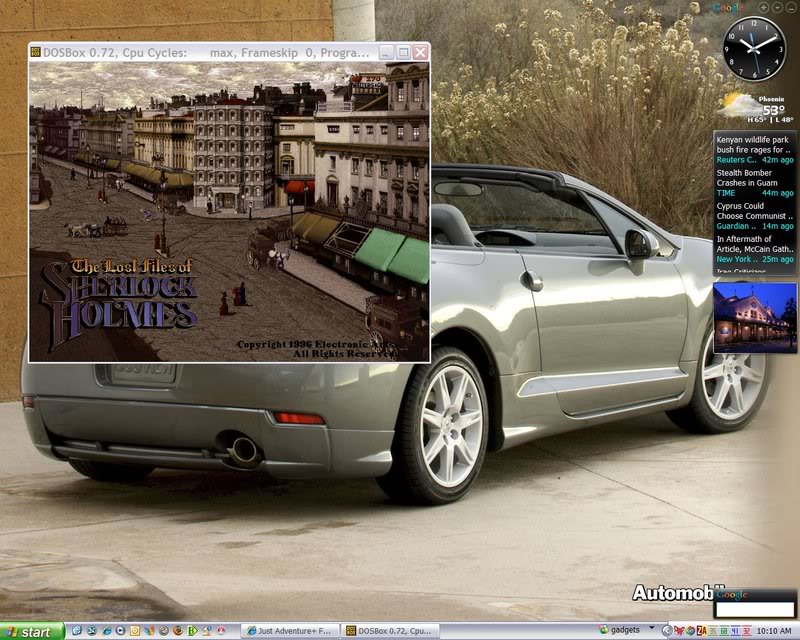 DOSBox 0.72, Cpu Cycles: max, Frameskip 0, Progra...
The Lost Files of
SHERLOCK
HOLMES
Copyright 1996 Electronic
All Rights Reserved
Google
Phoenix
53°
H 65° | L 48°
Kenyan wildlife park
bush fire rages for ..
Reuters C.. 42m ago
Stealth Bomber
Crashes in Guam
TIME 44m ago
Cyprus Could
Choose Communist ..
Guardian .. 14m ago
In Aftermath of
Article, McCain Gath..
New York .. 25m ago
Iraq Criticizes
Automobil
Google
start
Just Adventure+ F...
DOSBox 0.72, Cpu C...
gadgets
10:10 AM